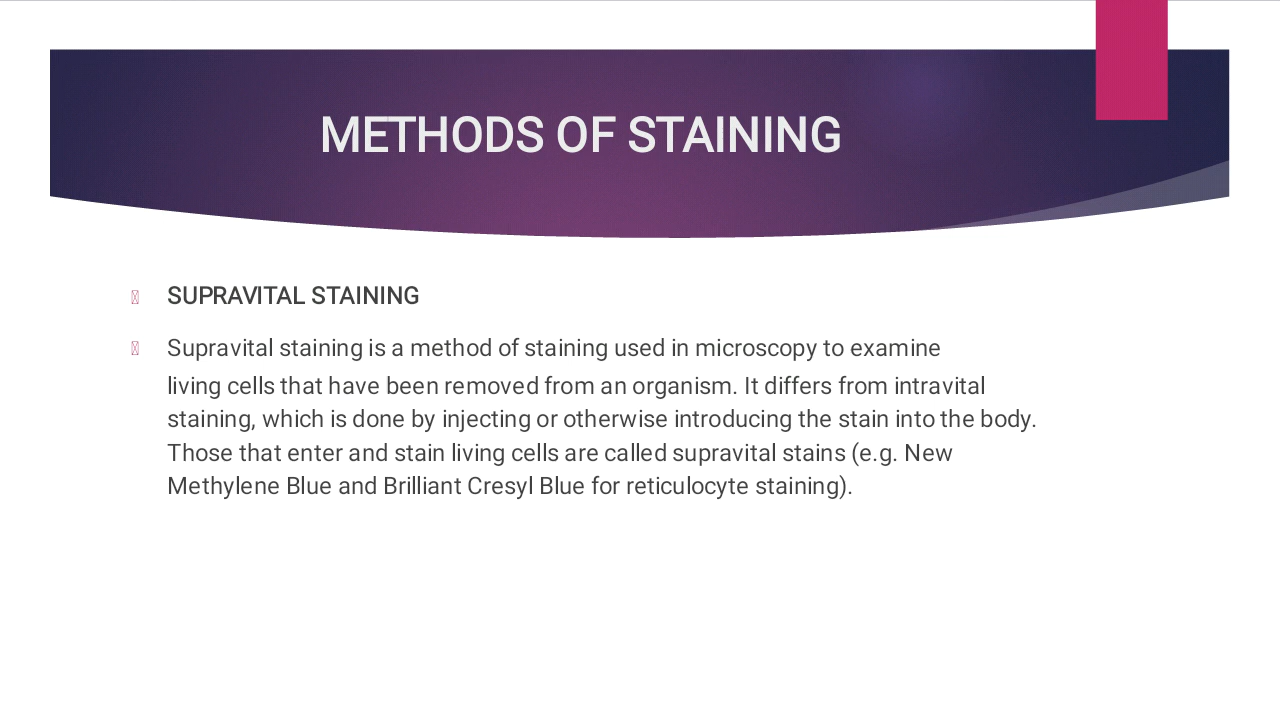 METHODS OF STAINING
SUPRAVITAL STAINING
Supravital staining is a method of staining used in microscopy to examine
living cells that have been removed from an organism. It differs from intravital
staining, which is done by injecting or otherwise introducing the stain into the body.
Those that enter and stain living cells are called supravital stains (e.g. New
Methylene Blue and Brilliant Cresyl Blue for reticulocyte staining).